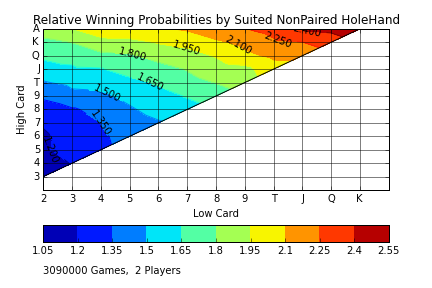 Relative Winning Probabilities by Suited NonPaired HoleHand
High Card
A
K
Q
J
T
9
8
7
6
5
4
3
1.800
1.950
2.100
2.250
1.650
1.500
1.350
2 3 4 5 6 7 8 9 T J Q K
Low Card
1.05 1.2 1.35 1.5 1.65 1.8 1.95 2.1 2.25 2.4 2.55
3090000 Games, 2 Players